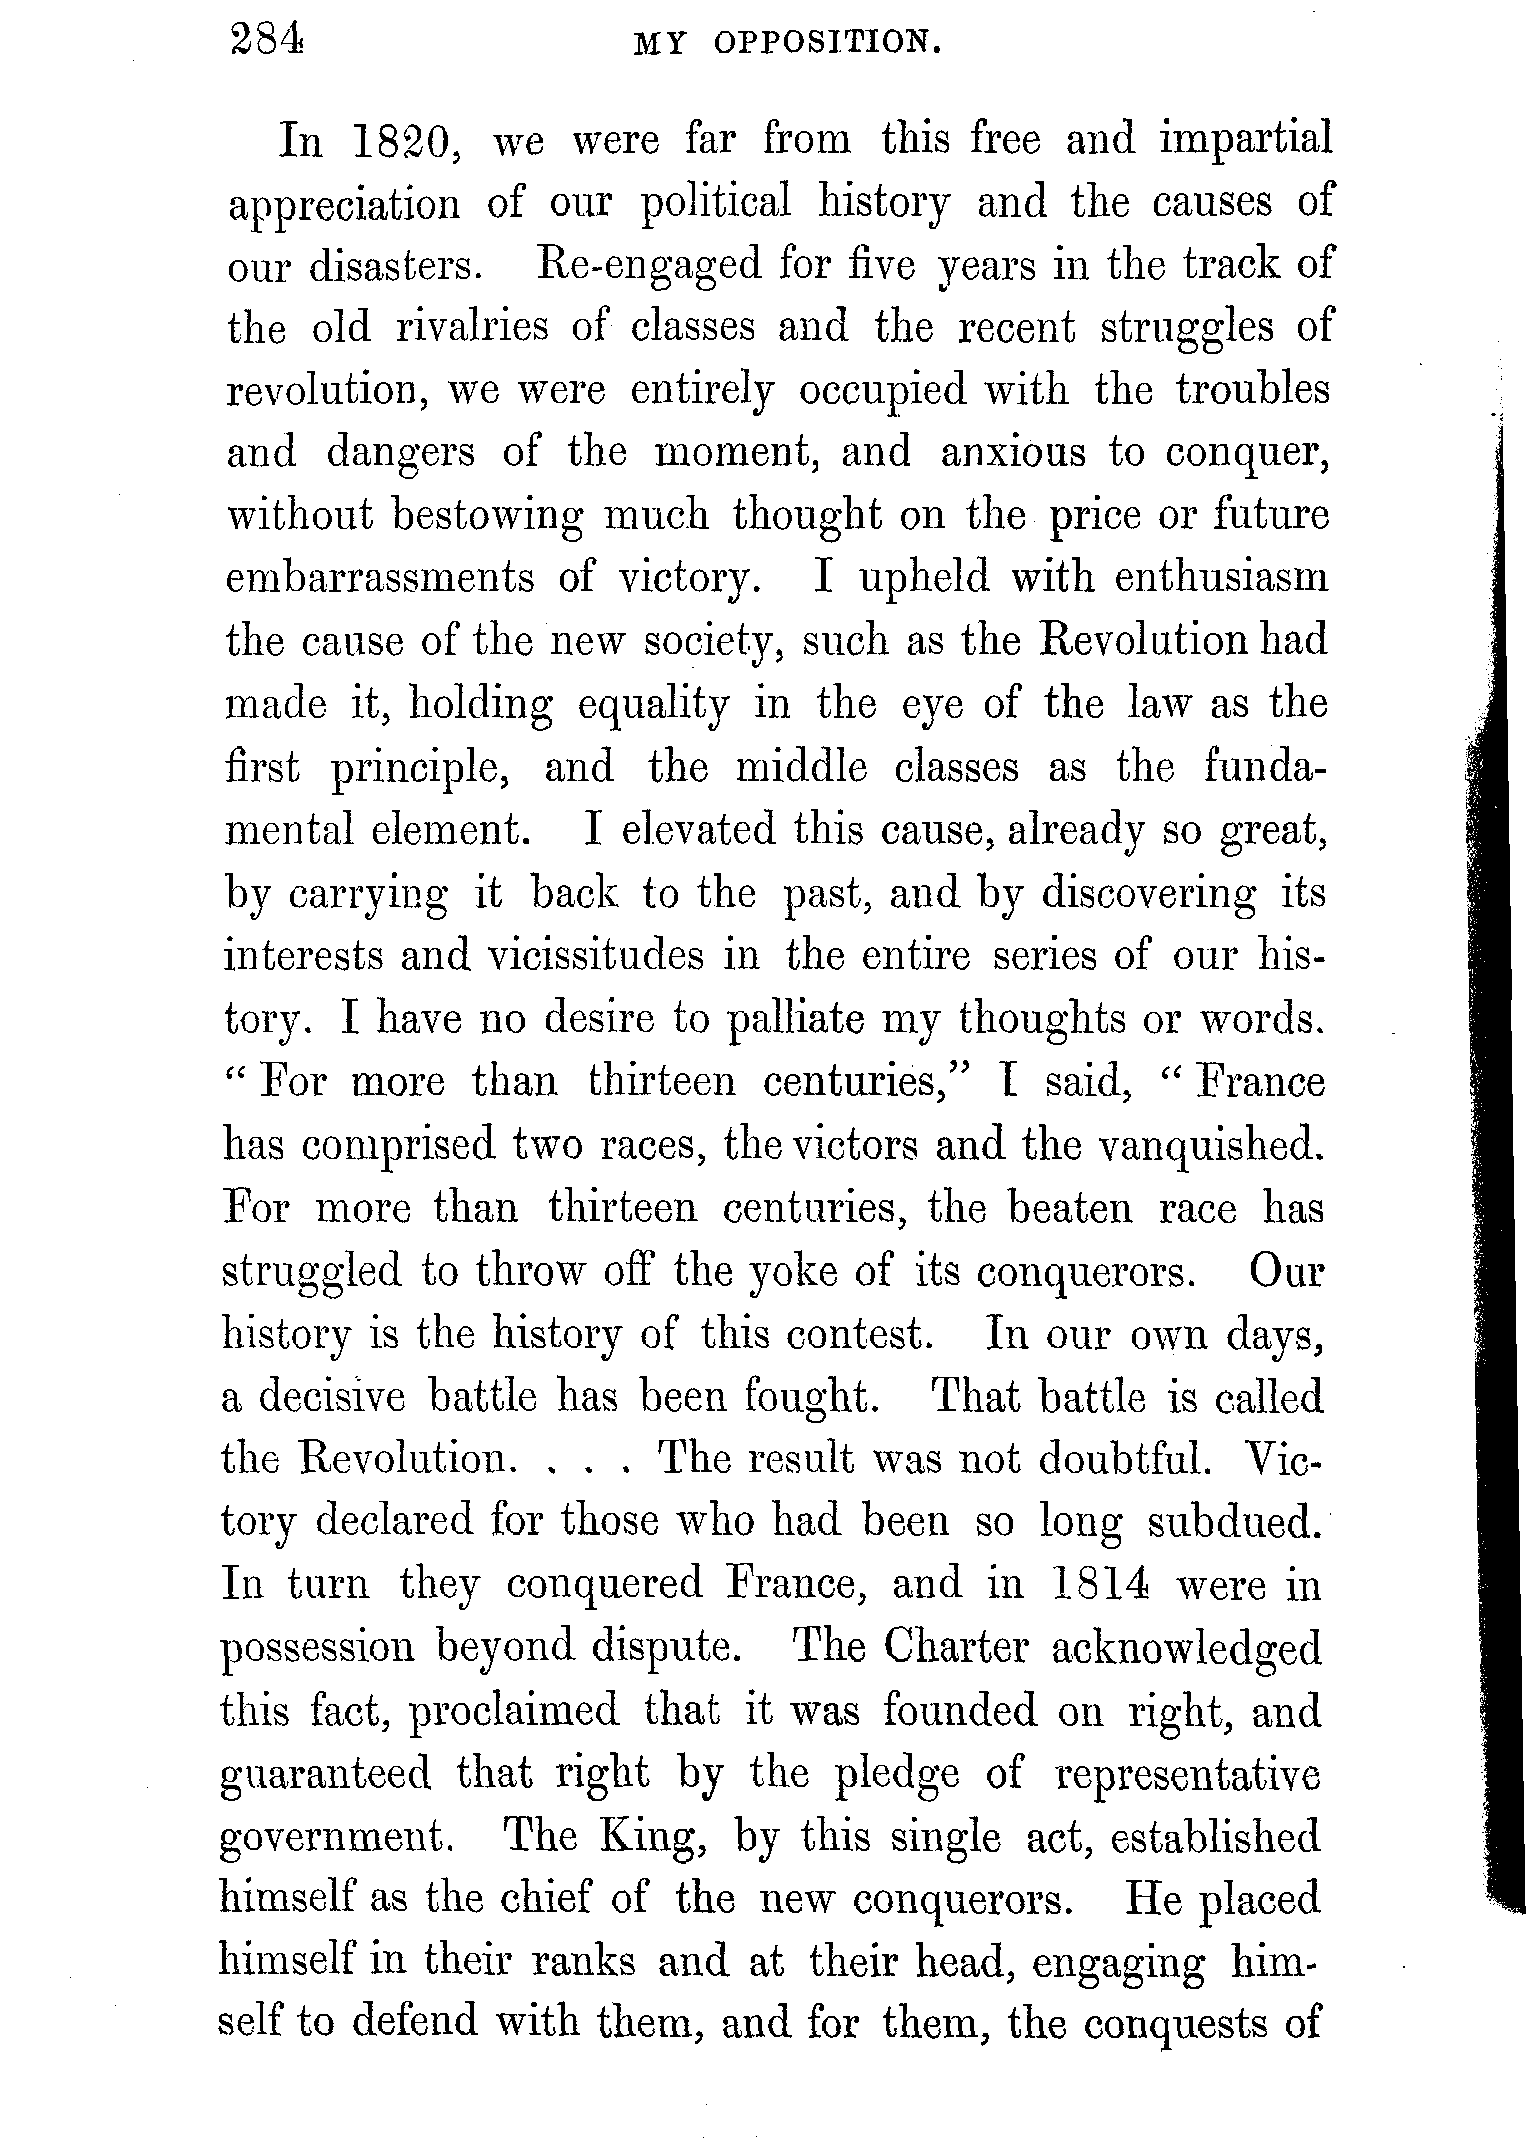 284 MY OPPOSITION.
In 1820, we were far from this free and impartial
appreciation of our political history and the causes of
our disasters. Re-engaged for five years in the track of
the old rivalries of classes and the recent struggles of
revolution, we were entirely occupied with the troubles
and dangers of the moment, and anxious to conquer,
without bestowing much thought on the price or future
embarrassments of victory. I upheld with enthusiasm
the cause of the new society, such as the Revolution had
made it, holding equality in the eye of the law as the
first principle, and the middle classes as the funda-
mental element. I elevated this cause, already so great,
by carrying it back to the past, and by discovering its
interests and vicissitudes in the entire series of our his-
tory. I have no desire to palliate my thoughts or words.
“ For more than thirteen centuries,” I said, “ France
has comprised two races, the victors and the vanquished.
For more than thirteen centuries, the beaten race has
struggled to throw off the yoke of its conquerors. Our
history is the history of this contest. In our own days,
a decisive battle has been fought. That battle is called
the Revolution. . . . The result was not doubtful. Vic-
tory declared for those who had been so long subdued.
In turn they conquered France, and in 1814 were in
possession beyond dispute. The Charter acknowledged
this fact, proclaimed that it was founded on right, and
guaranteed that right by the pledge of representative
government. The King, by this single act, established
himself as the chief of the new conquerors. He placed
himself in their ranks and at their head, engaging him-
self to defend with them, and for them, the conquests of